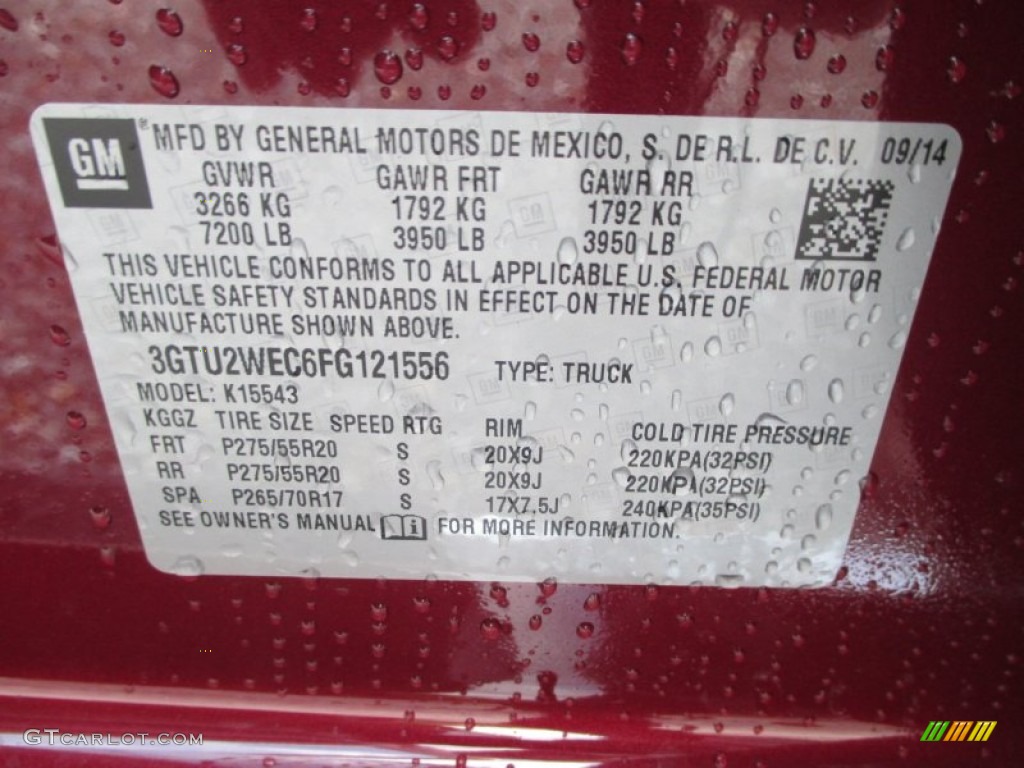 GM ® MFD BY GENERAL MOTORS DE MEXICO, S. DE R.L. DE C.V. 09/14
GVWR GAWR FRT GAWR RR
3266 KG 1792 KG 1792 KG
7200 LB 3950 LB 3950 LB
THIS VEHICLE CONFORMS TO ALL APPLICABLE U.S. FEDERAL MOTOR
VEHICLE SAFETY STANDARDS IN EFFECT ON THE DATE OF
MANUFACTURE SHOWN ABOVE.
3GTU2WEC6FG121556 TYPE: TRUCK
MODEL: K15543
KGGZ TIRE SIZE SPEED RTG RIM COLD TIRE PRESSURE
FRT P275/55R20 S 20X9J 220KPA(32PSI)
RR P275/55R20 S 20X9J 220KPA(32PSI)
SPA P265/70R17 S 17X7.5J 240KPA(35PSI)
SEE OWNER'S MANUAL i FOR MORE INFORMATION.
GTCARLOT.COM